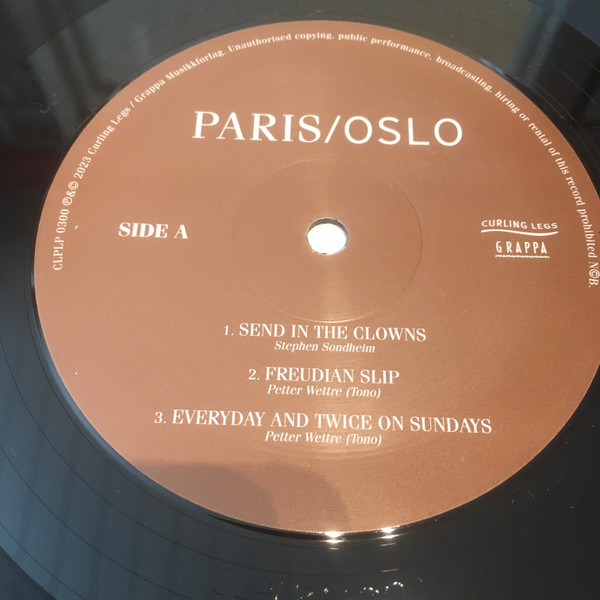 CLPLP 0300 ℗&© 2023 Curling Legs / Grappa Musikkforlag. Unauthorised copying, public performance, broadcasting, hiring or rental of this record prohibited N©B.
PARIS/OSLO
SIDE A
CURLING LEGS
GRAPPA
1. SEND IN THE CLOWNS
Stephen Sondheim
2. FREUDIAN SLIP
Petter Wettre (Tono)
3. EVERYDAY AND TWICE ON SUNDAYS
Petter Wettre (Tono)